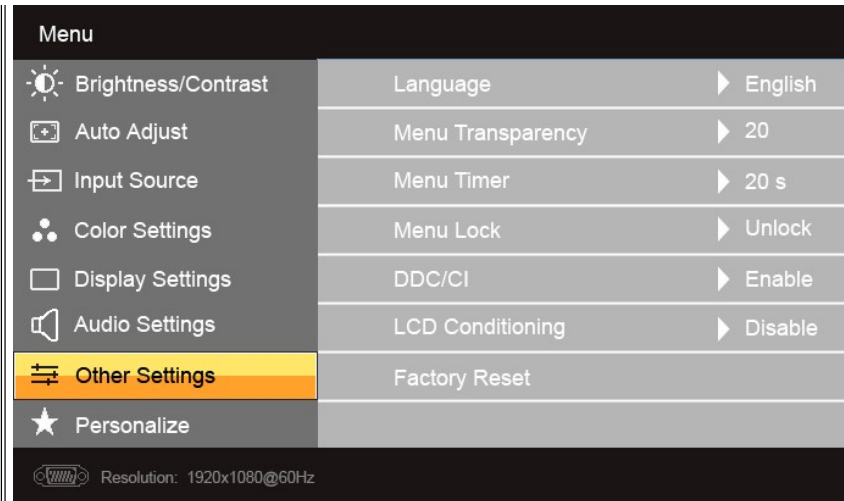 Menu
Brightness/Contrast
Auto Adjust
Input Source
Color Settings
Display Settings
Audio Settings
Other Settings
Personalize
Language English
Menu Transparency 20
Menu Timer 20 s
Menu Lock Unlock
DDC/CI Enable
LCD Conditioning Disable
Factory Reset
Resolution: 1920x1080@60Hz